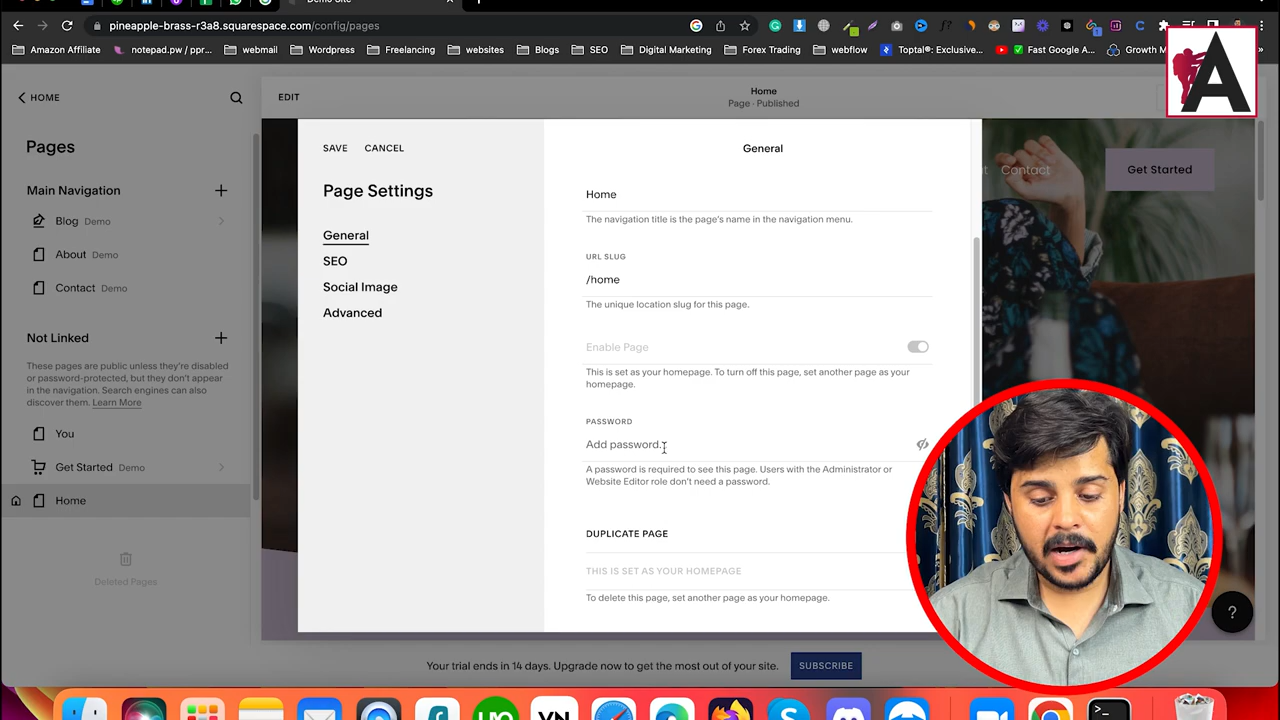 Demo Site
pineapple-brass-r3a8.squarespace.com/config/pages
Amazon Affiliate
notepad.pw / ppr...
webmail
Wordpress
Freelancing
websites
Blogs
SEO
Digital Marketing
Forex Trading
webflow
Toptal®: Exclusive...
Fast Google A...
Growth M
A
HOME
EDIT
Home
Page · Published
Pages
Main Navigation
Blog Demo
About Demo
Contact Demo
Not Linked
These pages are public unless they're disabled
or password-protected, but they don't appear
in the navigation. Search engines can also
discover them. Learn More
You
Get Started Demo
Home
Deleted Pages
SAVE CANCEL
Page Settings
General
SEO
Social Image
Advanced
General
Home
The navigation title is the page's name in the navigation menu.
URL SLUG
/home
The unique location slug for this page.
Enable Page
This is set as your homepage. To turn off this page, set another page as your
homepage.
PASSWORD
Add password...
A password is required to see this page. Users with the Administrator or
Website Editor role don't need a password.
DUPLICATE PAGE
THIS IS SET AS YOUR HOMEPAGE
To delete this page, set another page as your homepage.
Contact
Get Started
?
Your trial ends in 14 days. Upgrade now to get the most out of your site.
SUBSCRIBE
VN